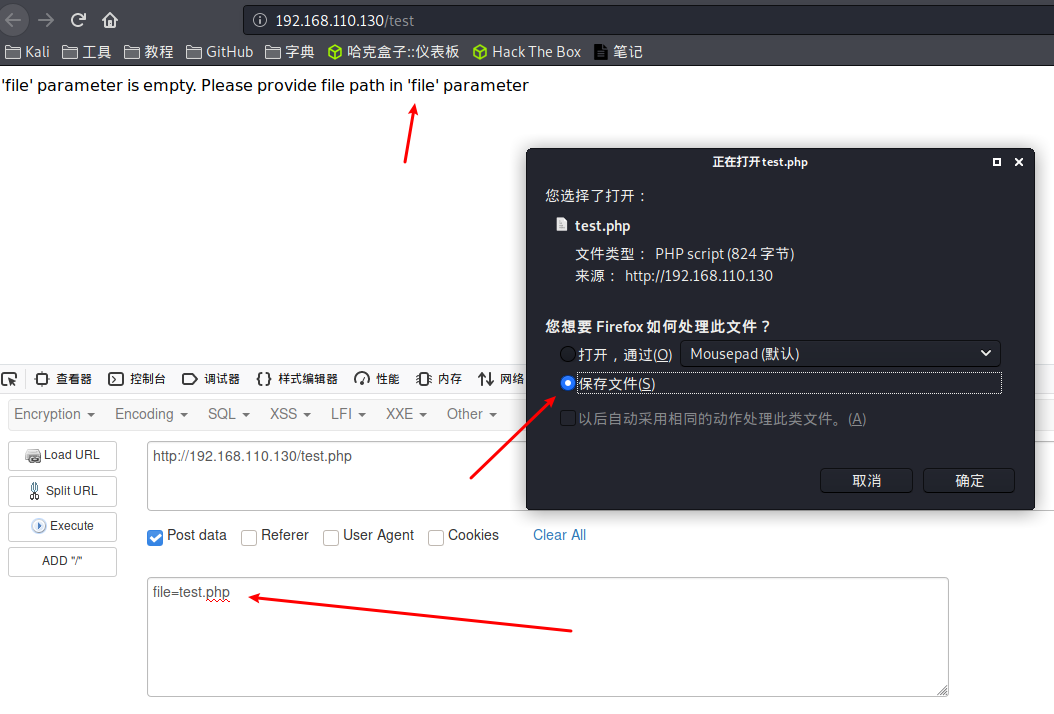 192.168.110.130/test
Kali 工具 教程 GitHub 字典 哈克盒子::仪表板 Hack The Box 笔记
'file' parameter is empty. Please provide file path in 'file' parameter
正在打开 test.php
您选择了打开：
test.php
文件类型： PHP script (824 字节)
来源： http://192.168.110.130
您想要 Firefox 如何处理此文件？
打开，通过(O) Mousepad (默认)
保存文件(S)
以后自动采用相同的动作处理此类文件。(A)
取消 确定
查看器 控制台 调试器 样式编辑器 性能 内存 网络
Encryption Encoding SQL XSS LFI XXE Other
Load URL
Split URL
Execute
ADD "/"
http://192.168.110.130/test.php
Post data Referer User Agent Cookies Clear All
file=test.php